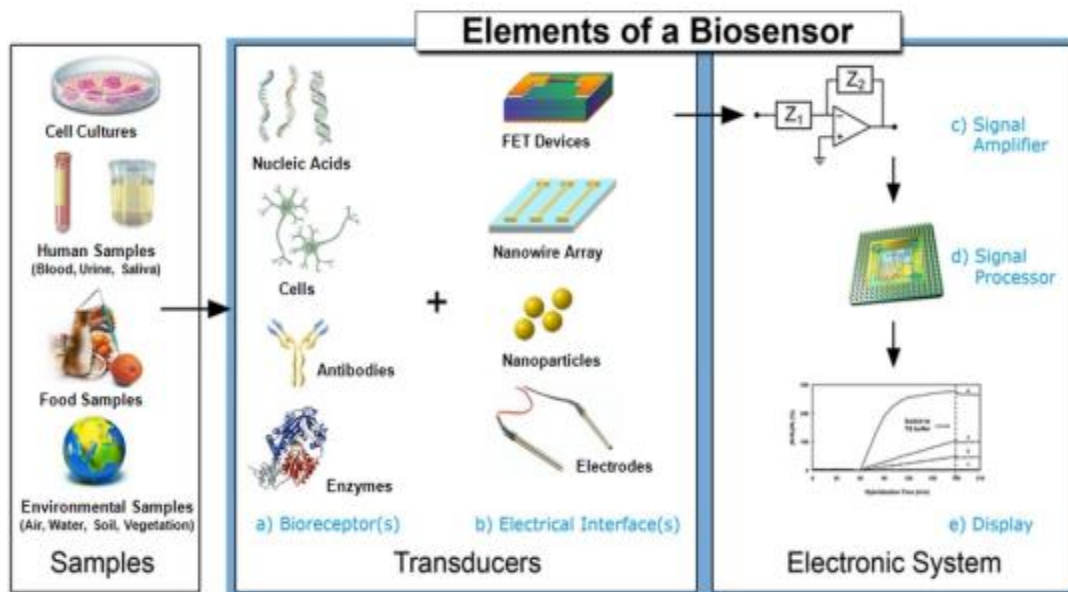 Elements of a Biosensor
Cell Cultures
Human Samples
(Blood, Urine, Saliva)
Food Samples
Environmental Samples
(Air, Water, Soil, Vegetation)
Samples
Nucleic Acids
Cells
Antibodies
Enzymes
a) Bioreceptor(s)
+
FET Devices
Nanowire Array
Nanoparticles
Electrodes
b) Electrical Interface(s)
Transducers
Z1
Z2
−
+
c) Signal
Amplifier
d) Signal
Processor
e) Display
Electronic System